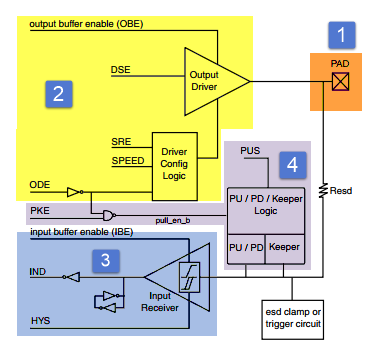 output buffer enable (OBE)
1
PAD
DSE
Output
Driver
2
SRE
SPEED
Driver
Config
Logic
PUS
4
ODE
PU / PD / Keeper
Logic
Resd
PKE
pull_en_b
input buffer enable (IBE)
PU / PD
Keeper
3
IND
Input
Receiver
HYS
esd clamp or
trigger circuit